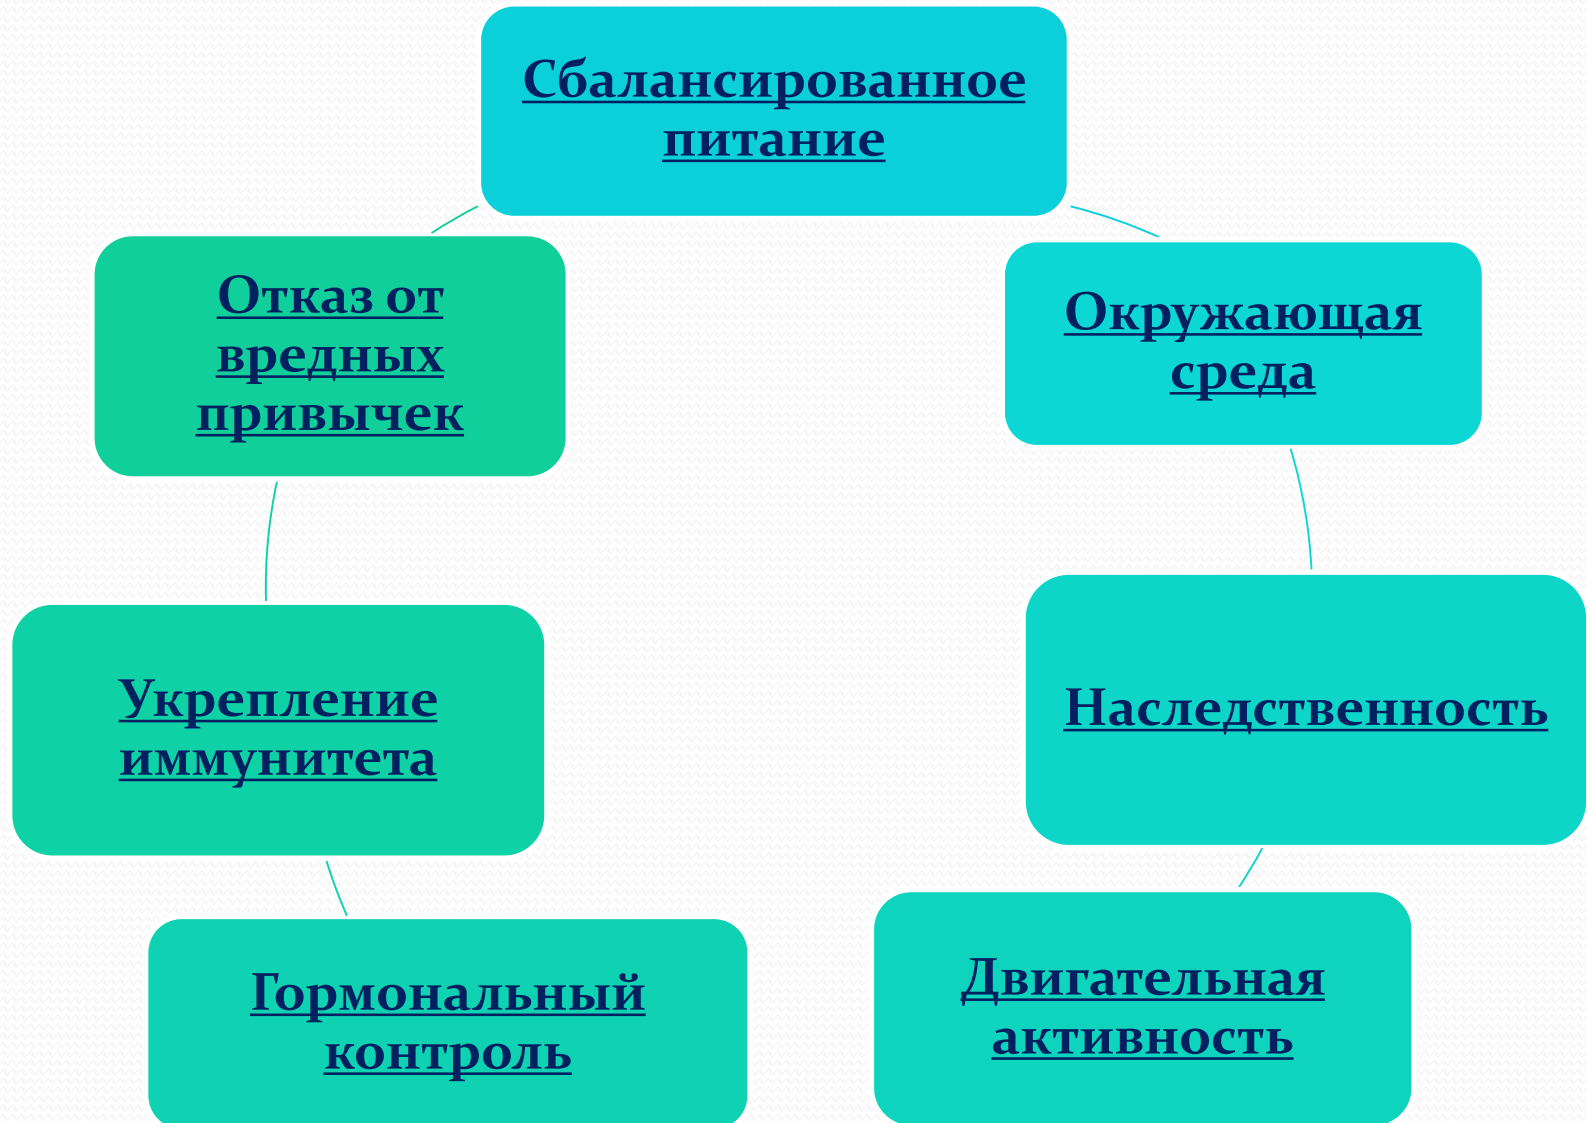 Сбалансированное
питание
Отказ от
вредных
привычек
Окружающая
среда
Укрепление
иммунитета
Наследственность
Гормональный
контроль
Двигательная
активность